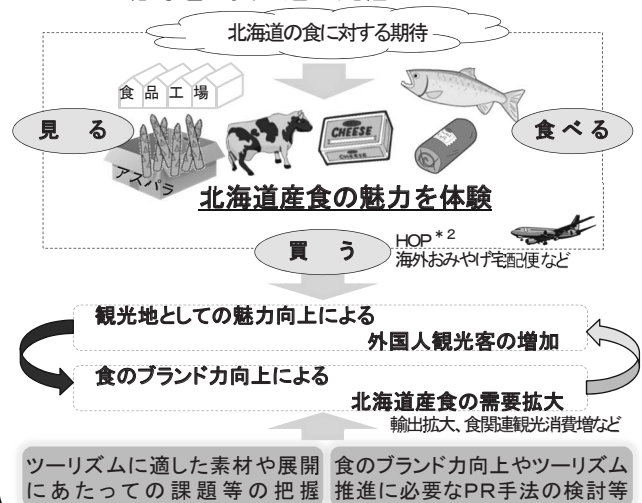 北海道の食に対する期待
食品工場
見る
食べる
CHEESE
CHEESE
アスパラ
北海道産食の魅力を体験
買う
HOP*2
海外おみやげ宅配便など
観光地としての魅力向上による
外国人観光客の増加
食のブランド力向上による
北海道産食の需要拡大
輸出拡大、食関連観光消費増など
ツーリズムに適した素材や展開
にあたっての課題等の把握
食のブランド力向上やツーリズム
推進に必要なPR手法の検討等